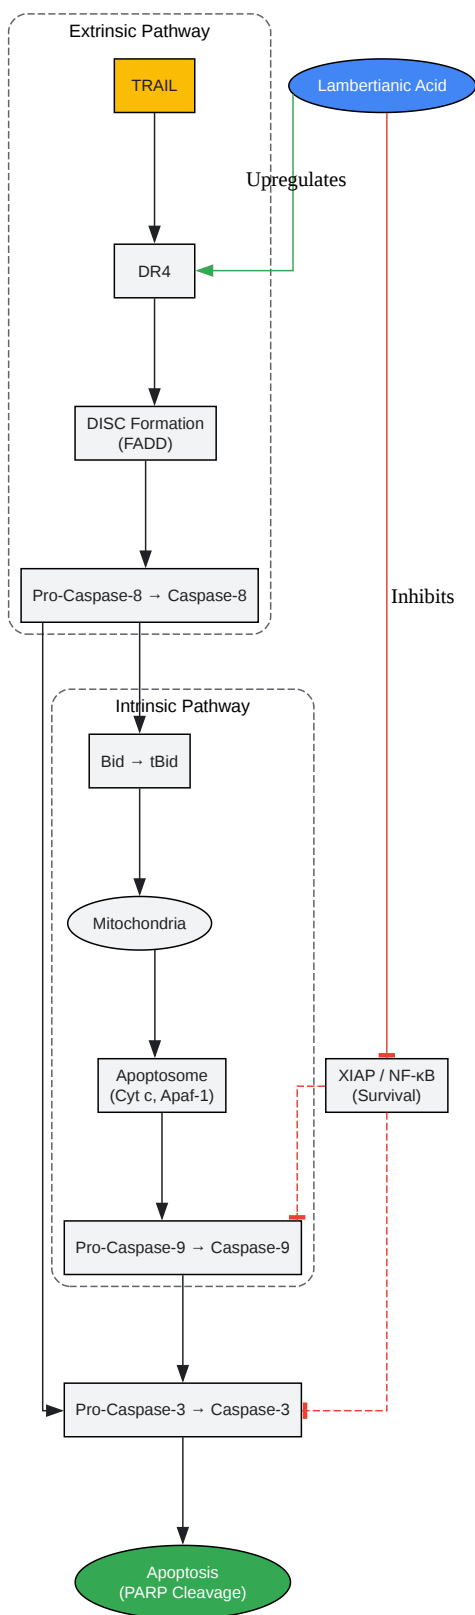 Extrinsic Pathway
TRAIL
Lambertianic Acid
Upregulates
DR4
DISC Formation
(FADD)
Pro-Caspase-8 → Caspase-8
Inhibits
Intrinsic Pathway
Bid → tBid
Mitochondria
Apoptosome
(Cyt c, Apaf-1)
XIAP / NF-κB
(Survival)
Pro-Caspase-9 → Caspase-9
Pro-Caspase-3 → Caspase-3
Apoptosis
(PARP Cleavage)